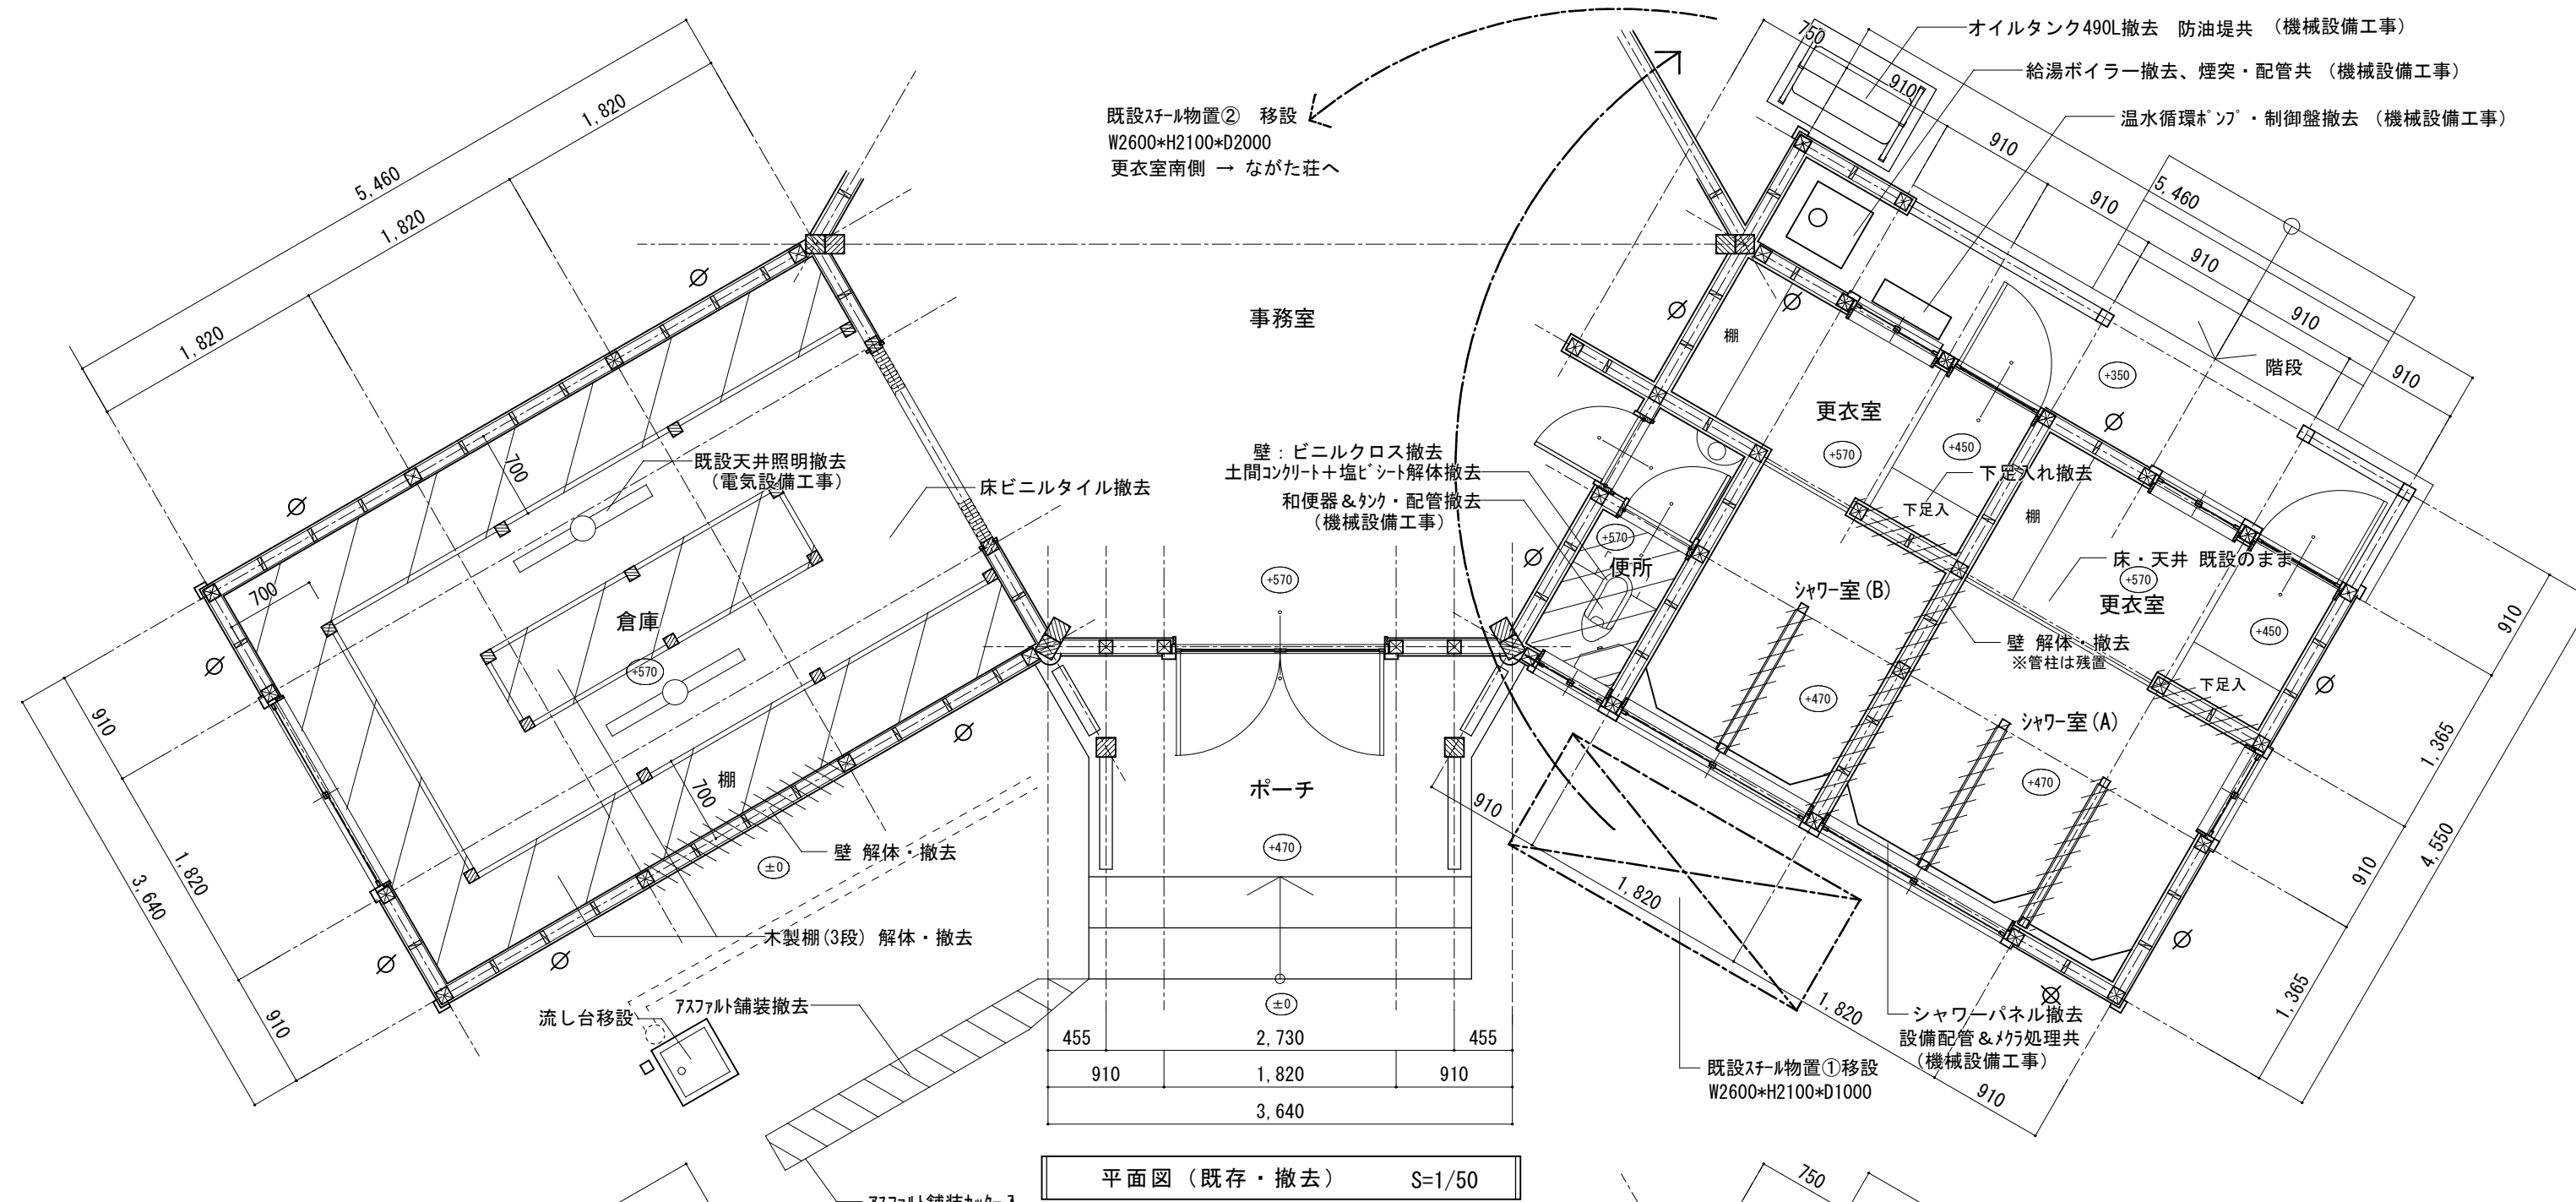 オイルタンク490L撤去　防油堤共 （機械設備工事）
給湯ボイラー撤去、煙突・配管共 （機械設備工事）
温水循環ﾎﾟﾝﾌﾟ・制御盤撤去 （機械設備工事）
既設ｽﾁｰﾙ物置②　移設
W2600*H2100*D2000
更衣室南側 → ながた荘へ
750
910
910
910
910
910
910
5,460
5,460
1,820
1,820
1,820
事務室
階段
棚
更衣室
+350
+570
+450
壁：ビニルクロス撤去
土間ｺﾝｸﾘｰﾄ＋塩ﾋﾞｼｰﾄ解体撤去
和便器＆ﾀﾝｸ・配管撤去
（機械設備工事）
既設天井照明撤去
（電気設備工事）
床ビニルタイル撤去
700
700
700
下足入れ撤去
下足入
棚
床・天井 既設のまま
+570
更衣室
+450
+570
便所
+570
ｼｬﾜｰ室(B)
倉庫
+570
壁 解体・撤去
※管柱は残置
下足入
ｼｬﾜｰ室(A)
+470
+470
棚
ポーチ
+470
壁 解体・撤去
±0
木製棚(3段) 解体・撤去
910
1,820
910
3,640
910
1,365
910
1,365
4,550
910
1,820
1,820
910
流し台移設
ｱｽﾌｧﾙﾄ舗装撤去
±0
シャワーパネル撤去
設備配管＆ﾒｸﾗ処理共
（機械設備工事）
既設ｽﾁｰﾙ物置①移設
W2600*H2100*D1000
455
2,730
455
910
1,820
910
3,640
平面図（既存・撤去）　S=1/50
ｱｽﾌｧﾙﾄ舗装ｶｯﾀｰ入
750